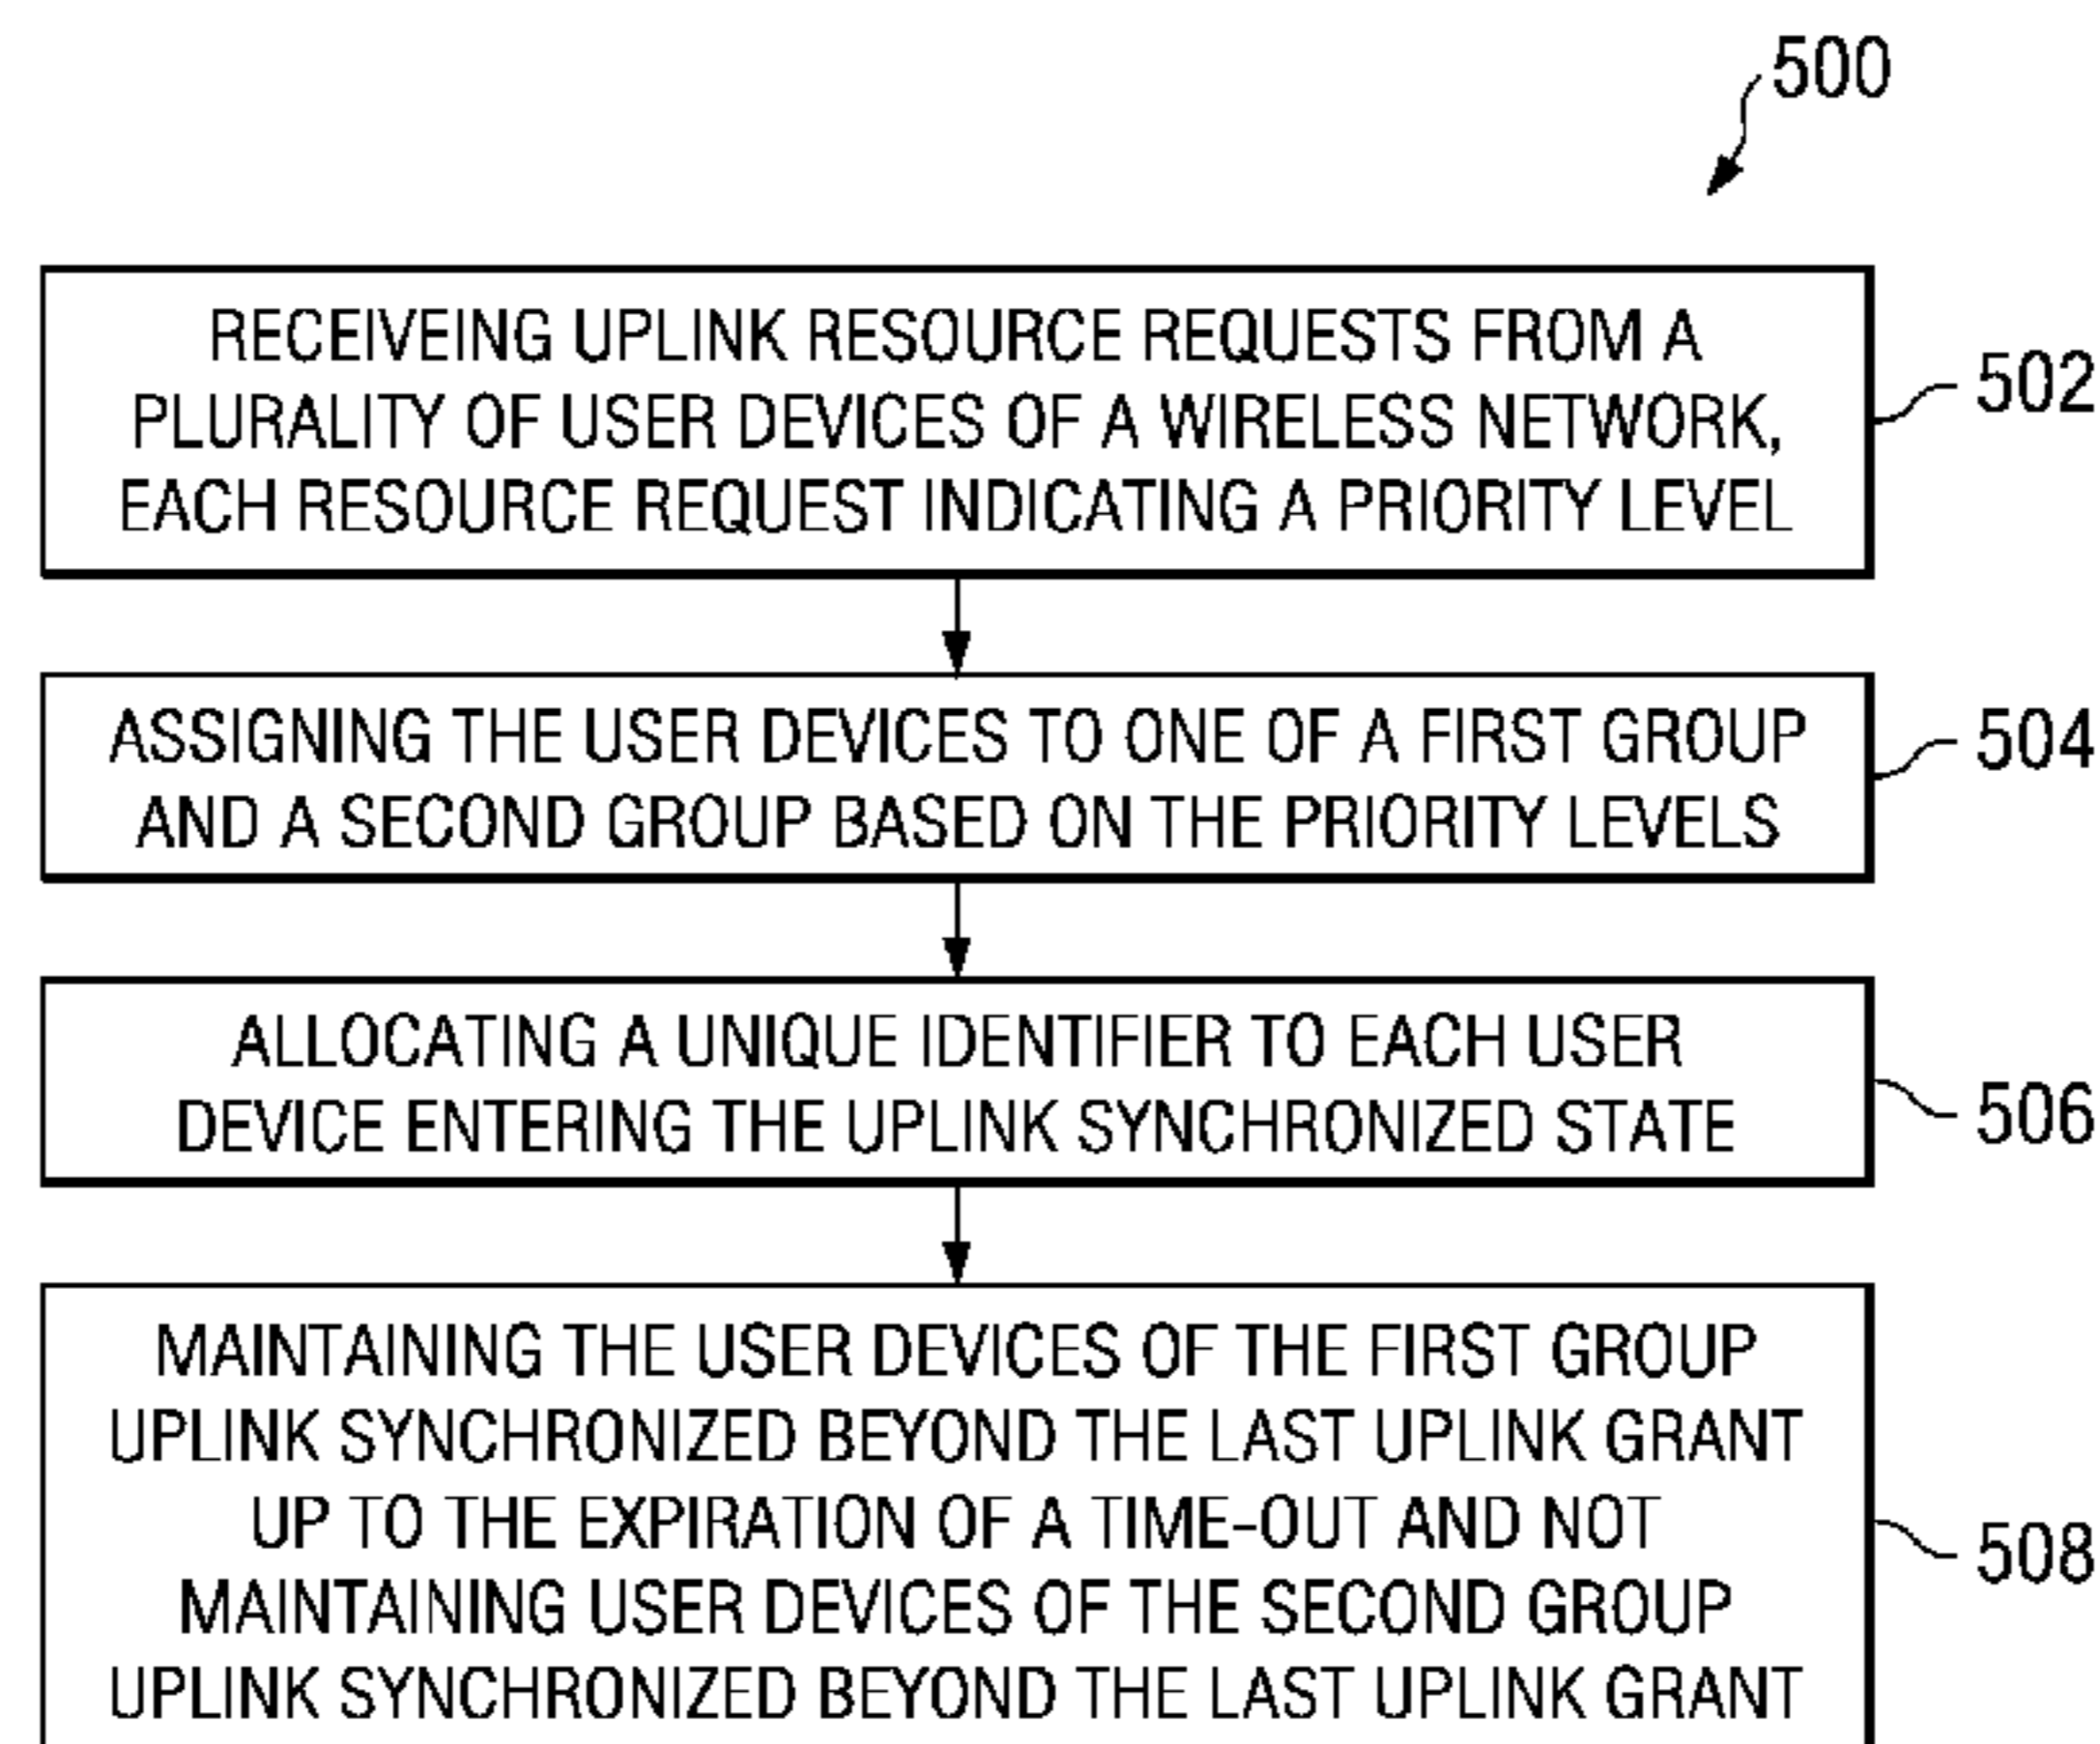 500
RECEIVEING UPLINK RESOURCE REQUESTS FROM A
PLURALITY OF USER DEVICES OF A WIRELESS NETWORK,
EACH RESOURCE REQUEST INDICATING A PRIORITY LEVEL
502
ASSIGNING THE USER DEVICES TO ONE OF A FIRST GROUP
AND A SECOND GROUP BASED ON THE PRIORITY LEVELS
504
ALLOCATING A UNIQUE IDENTIFIER TO EACH USER
DEVICE ENTERING THE UPLINK SYNCHRONIZED STATE
506
MAINTAINING THE USER DEVICES OF THE FIRST GROUP
UPLINK SYNCHRONIZED BEYOND THE LAST UPLINK GRANT
UP TO THE EXPIRATION OF A TIME-OUT AND NOT
MAINTAINING USER DEVICES OF THE SECOND GROUP
UPLINK SYNCHRONIZED BEYOND THE LAST UPLINK GRANT
508